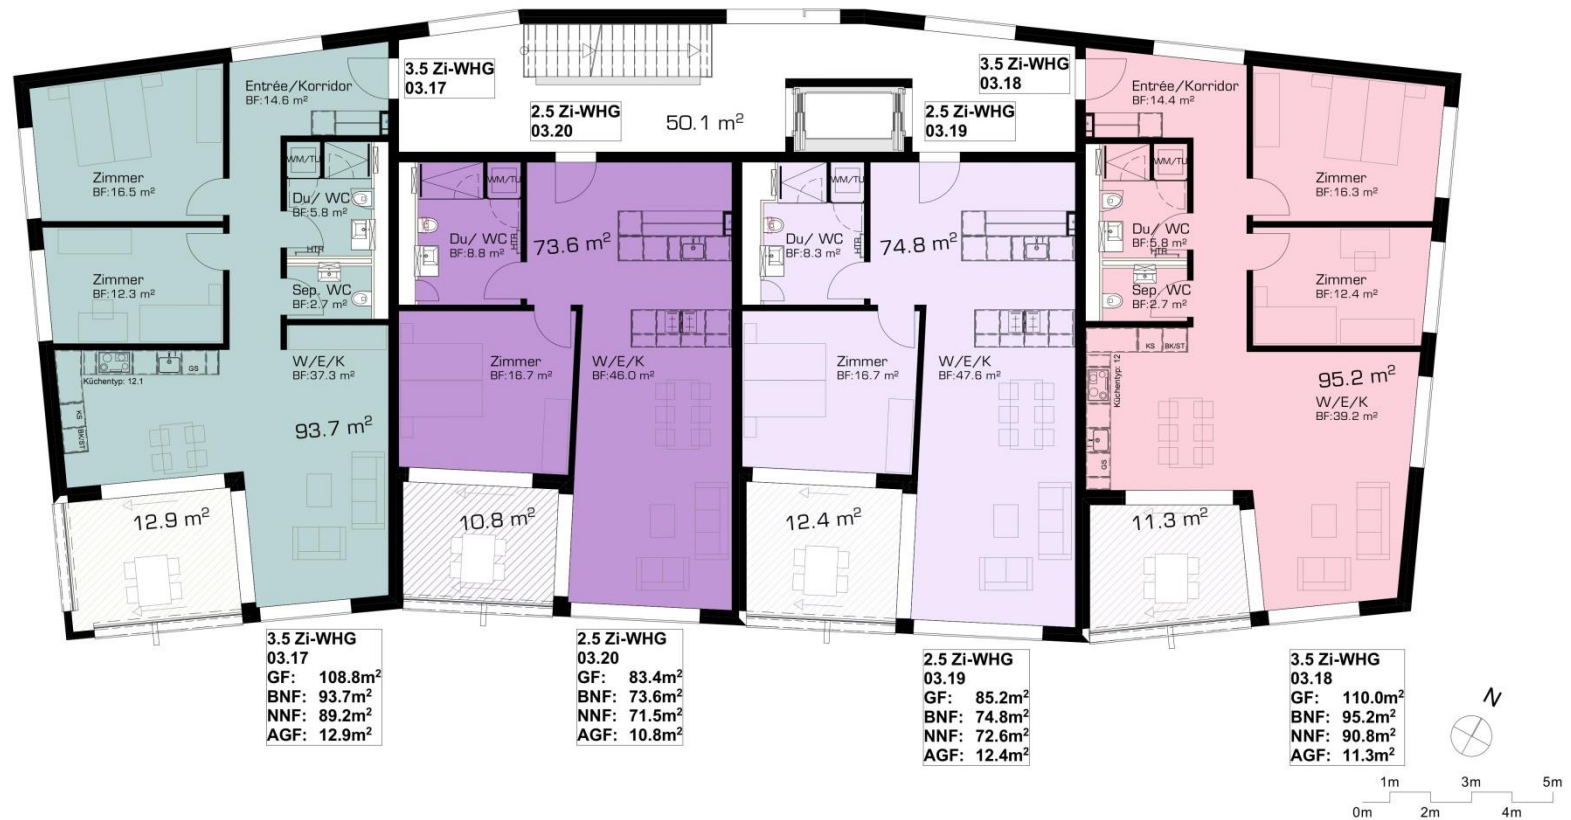 3.5 Zi-WHG
03.17
2.5 Zi-WHG
03.20
50.1 m²
2.5 Zi-WHG
03.19
3.5 Zi-WHG
03.18
Entrée/Korridor
BF:14.6 m²
Zimmer
BF:16.5 m²
WM/TU
Du/ WC
BF:5.8 m²
HTR
Zimmer
BF:12.3 m²
Sep. WC
BF:2.7 m²
W/E/K
BF:37.3 m²
GS
Küchentyp: 12.1
KS
BK/ST
93.7 m²
12.9 m²
WM/TU
Du/ WC
BF:8.8 m²
HTR
73.6 m²
Zimmer
BF:16.7 m²
W/E/K
BF:46.0 m²
10.8 m²
WM/TU
Du/ WC
BF:8.3 m²
HTR
74.8 m²
Zimmer
BF:16.7 m²
W/E/K
BF:47.6 m²
12.4 m²
Entrée/Korridor
BF:14.4 m²
WM/TU
Du/ WC
BF:5.8 m²
HTR
Sep. WC
BF:2.7 m²
Zimmer
BF:16.3 m²
Zimmer
BF:12.4 m²
KS
BK/ST
Küchentyp: 12
GS
95.2 m²
W/E/K
BF:39.2 m²
11.3 m²
3.5 Zi-WHG
03.17
GF: 108.8m²
BNF: 93.7m²
NNF: 89.2m²
AGF: 12.9m²
2.5 Zi-WHG
03.20
GF: 83.4m²
BNF: 73.6m²
NNF: 71.5m²
AGF: 10.8m²
2.5 Zi-WHG
03.19
GF: 85.2m²
BNF: 74.8m²
NNF: 72.6m²
AGF: 12.4m²
3.5 Zi-WHG
03.18
GF: 110.0m²
BNF: 95.2m²
NNF: 90.8m²
AGF: 11.3m²
N
1m 3m 5m
0m 2m 4m